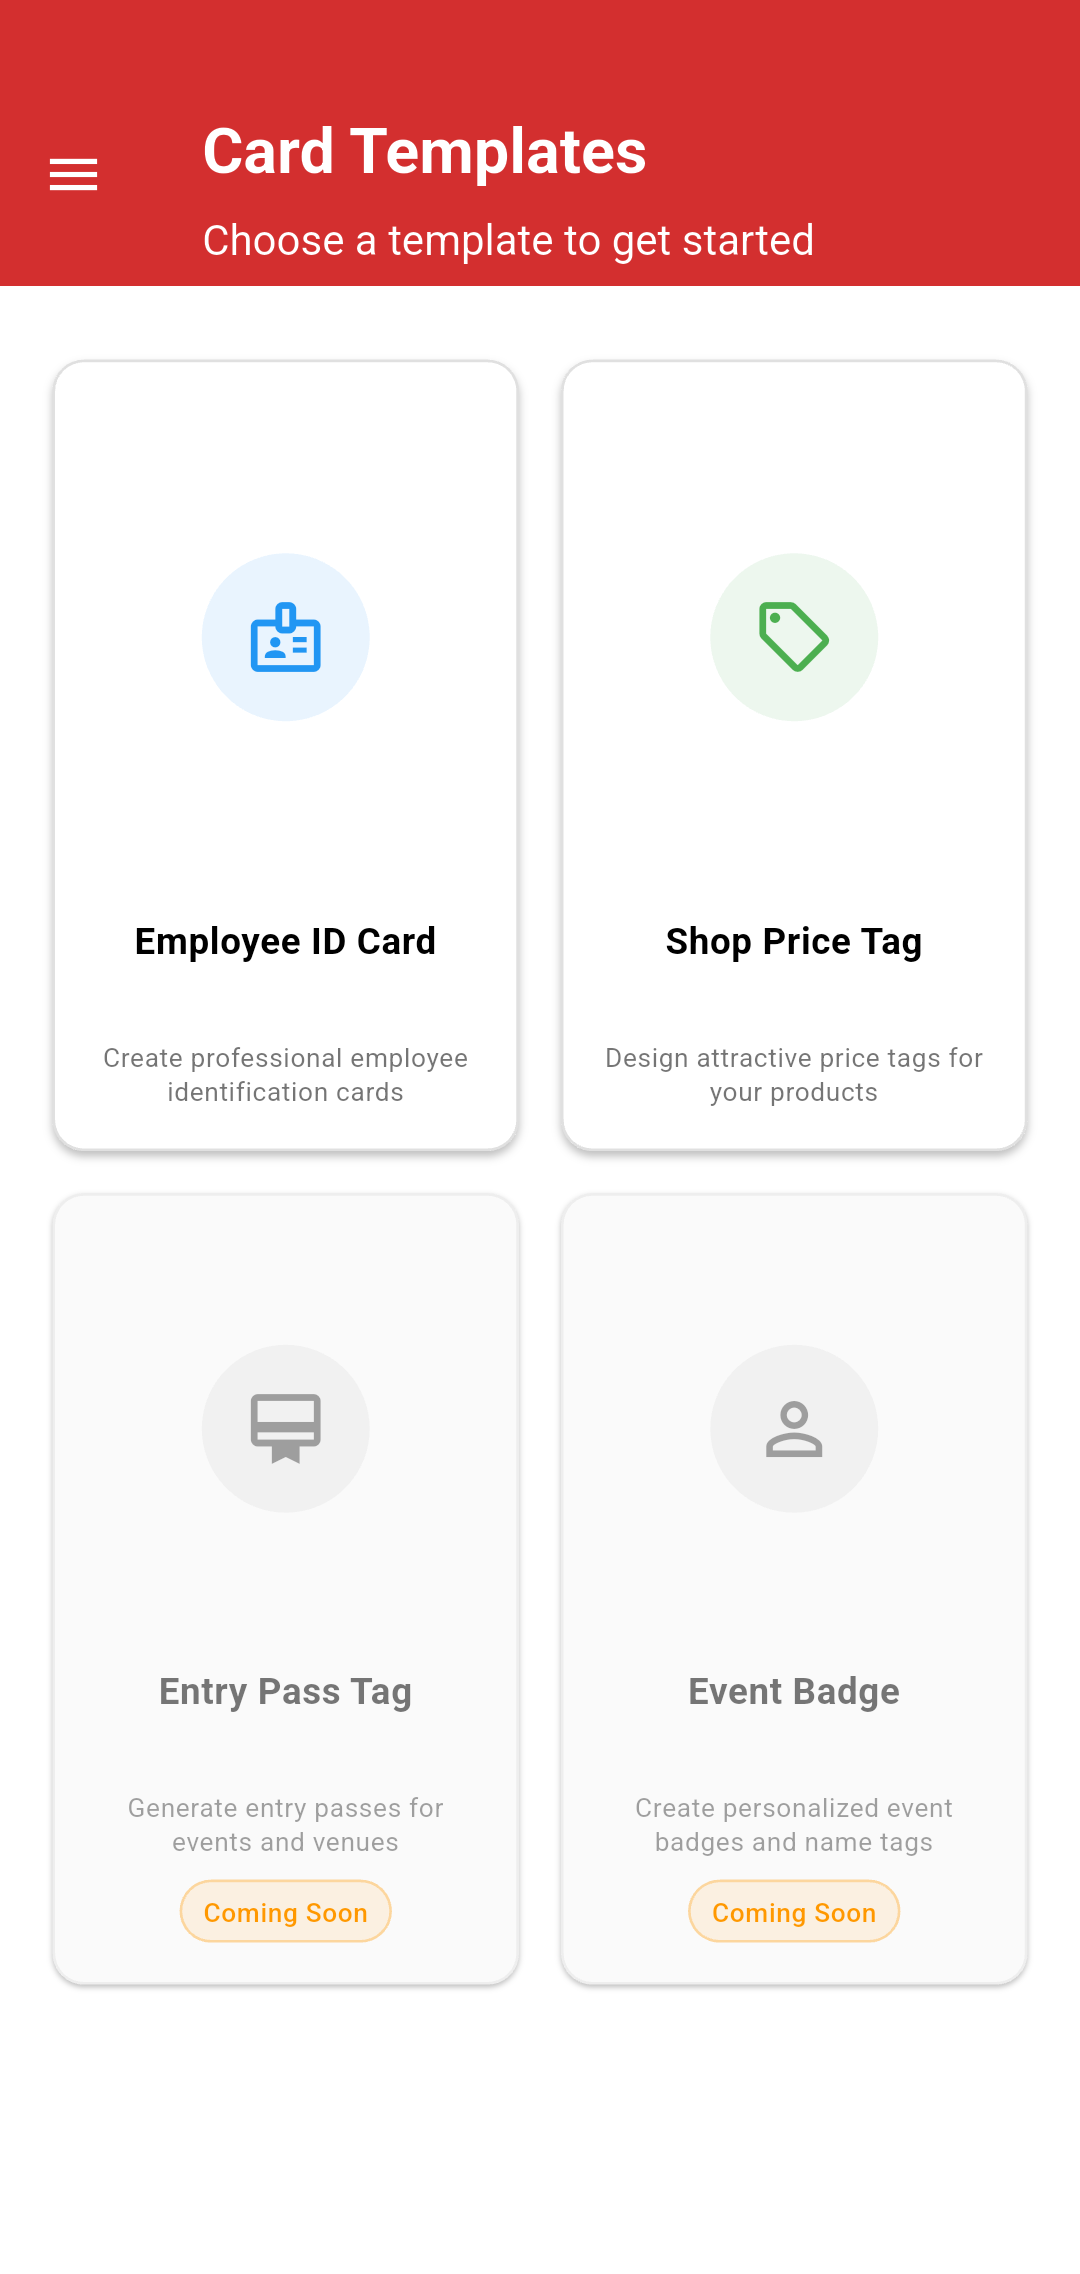 Card Templates
Choose a template to get started
Employee ID Card
Create professional employee
identification cards
Shop Price Tag
Design attractive price tags for
your products
Entry Pass Tag
Generate entry passes for
events and venues
Coming Soon
Event Badge
Create personalized event
badges and name tags
Coming Soon